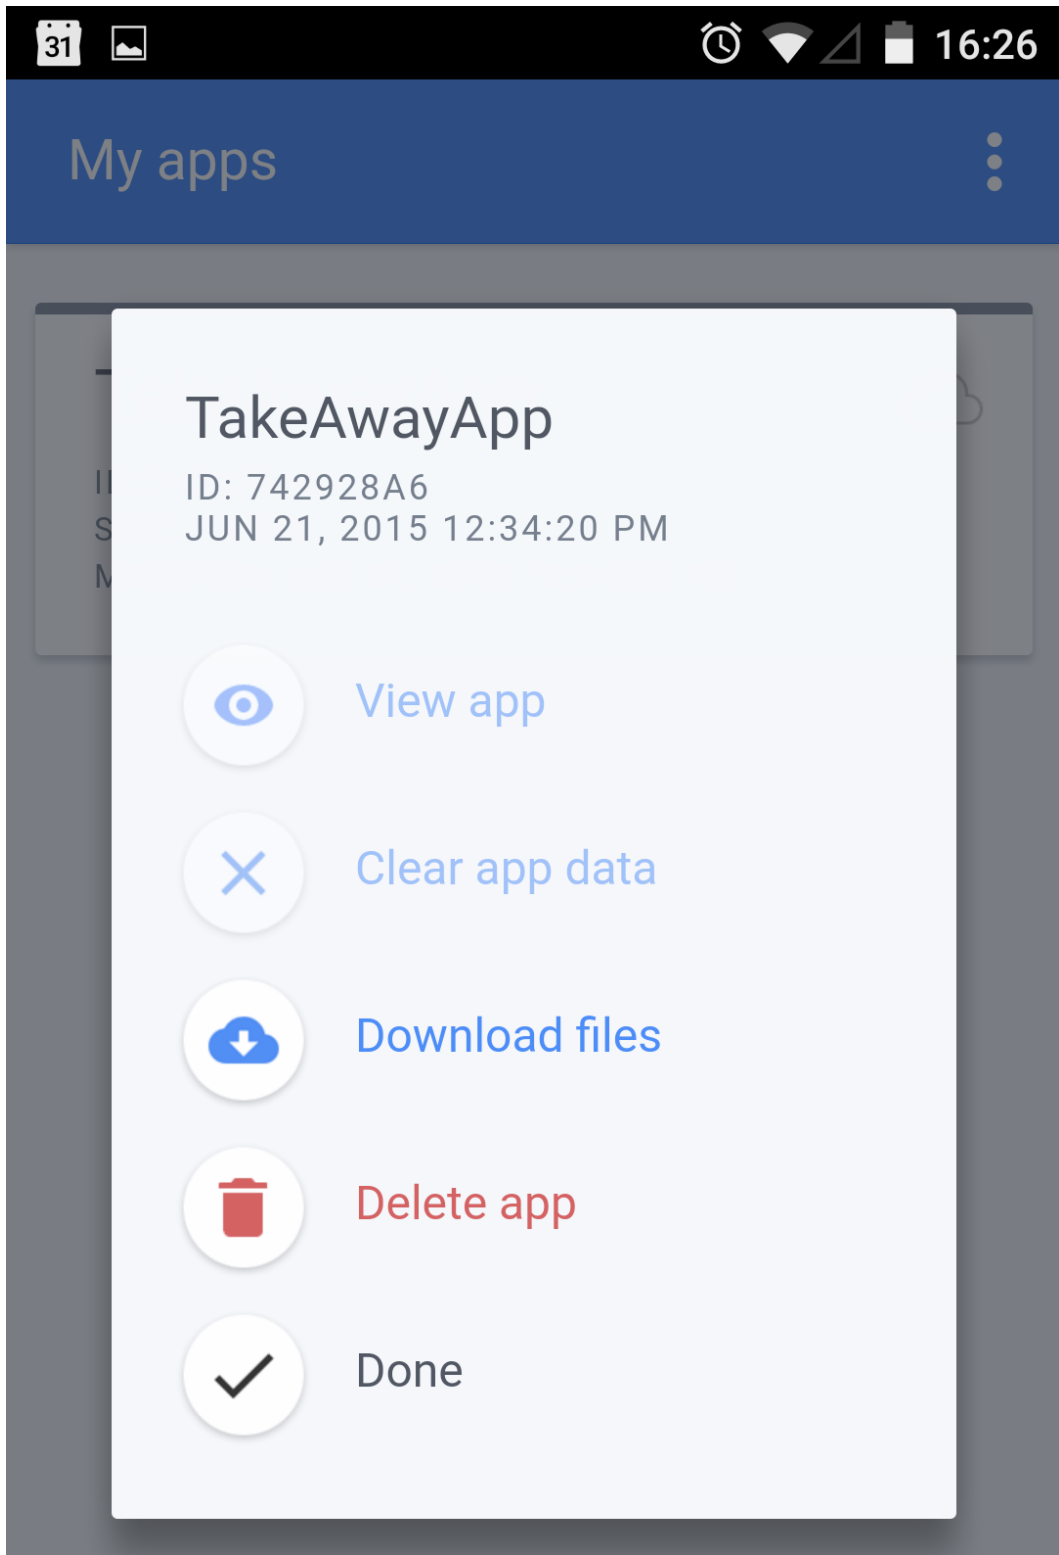 31
16:26
My apps
TakeAwayApp
ID: 742928A6
JUN 21, 2015 12:34:20 PM
View app
Clear app data
Download files
Delete app
Done